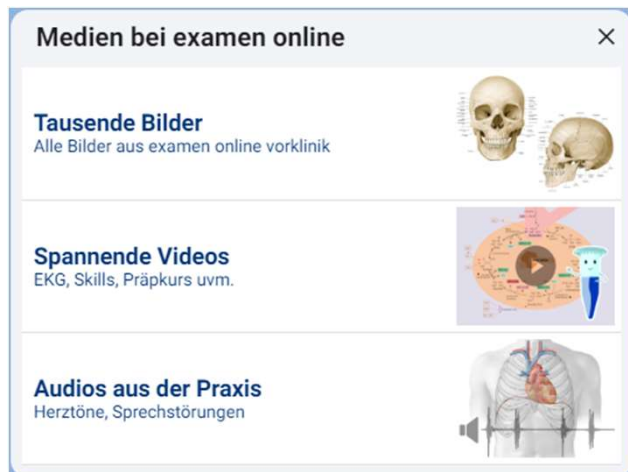 Medien bei examen online
Tausende Bilder
Alle Bilder aus examen online vorklinik
Spannende Videos
EKG, Skills, Präpkurs uvm.
Audios aus der Praxis
Herztöne, Sprechstörungen